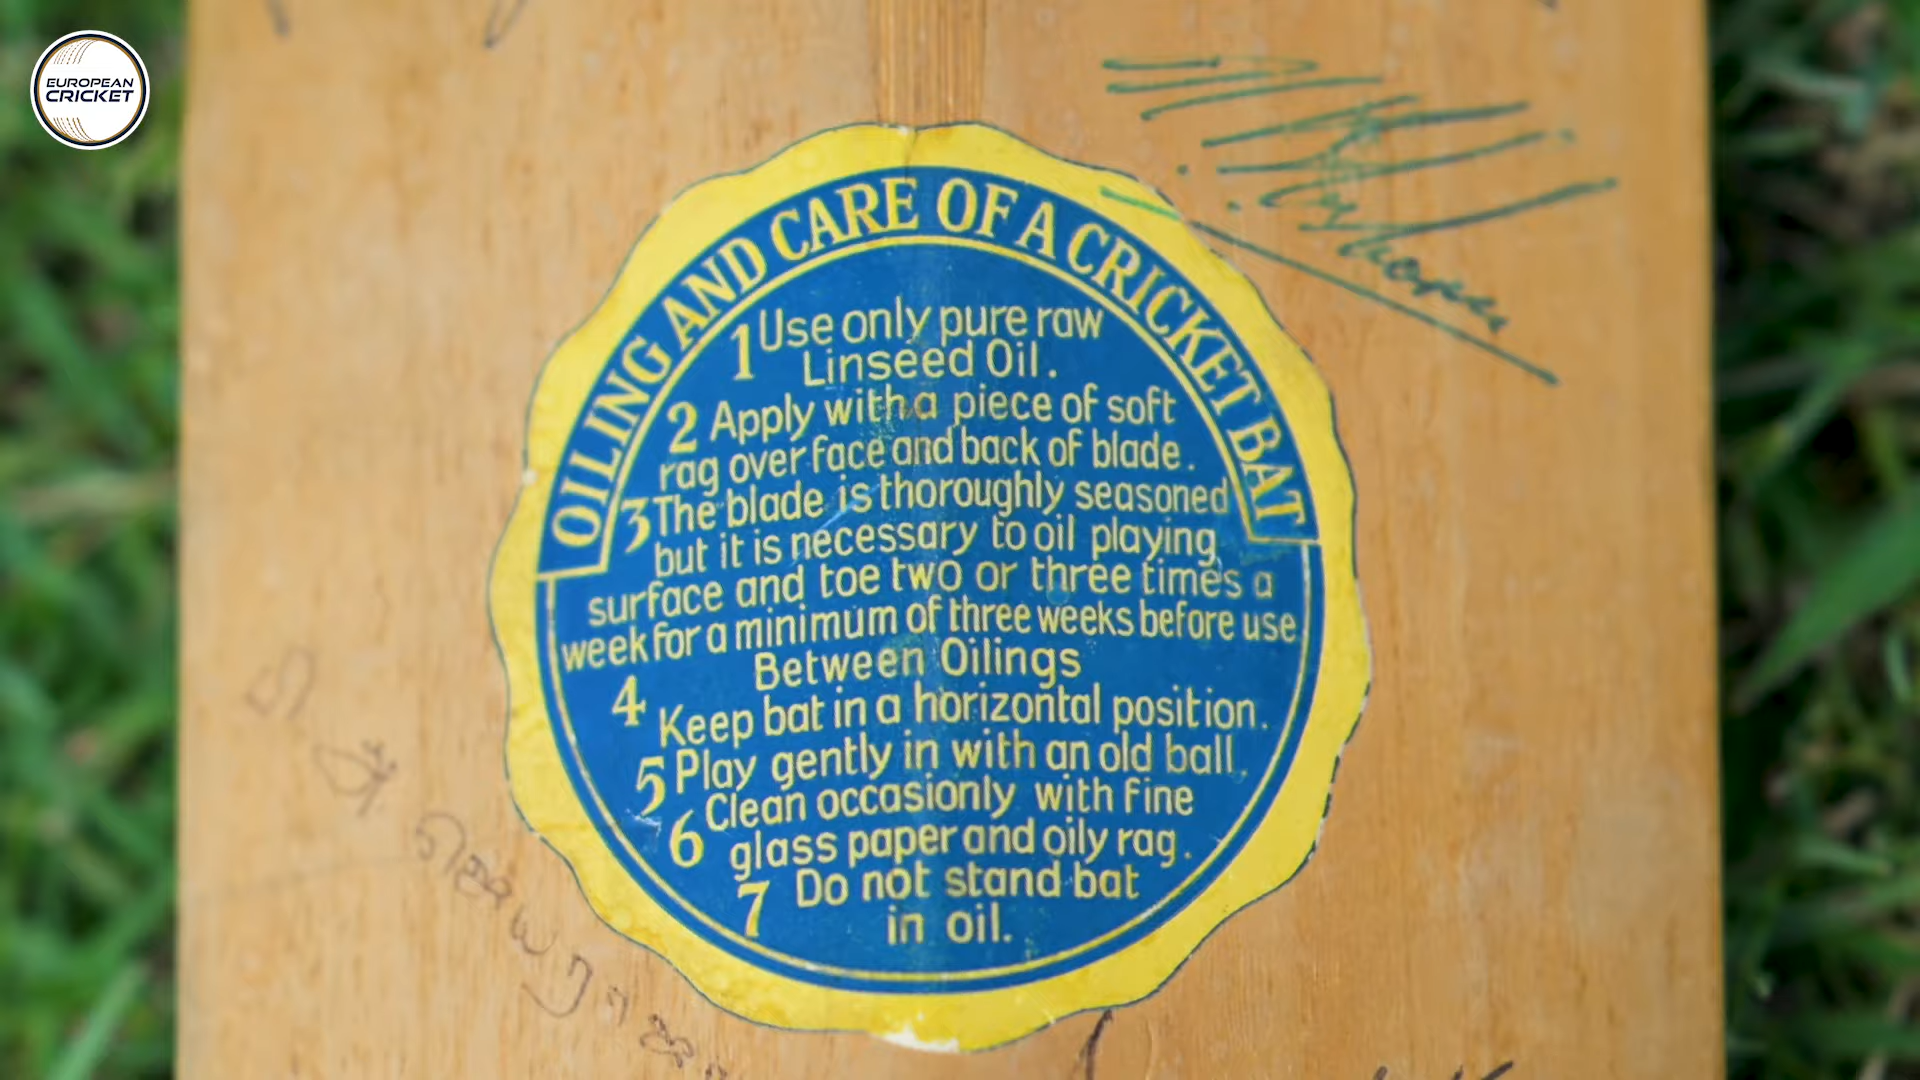 EUROPEAN
CRICKET
OILING AND CARE OF A CRICKET BAT
1 Use only pure raw
Linseed Oil.
2 Apply with a piece of soft
rag over face and back of blade.
3 The blade is thoroughly seasoned
but it is necessary to oil playing
surface and toe two or three times a
week for a minimum of three weeks before use
Between Oilings
4 Keep bat in a horizontal position.
5 Play gently in with an old ball
6 Clean occasionly with fine
glass paper and oily rag.
7 Do not stand bat
in oil.